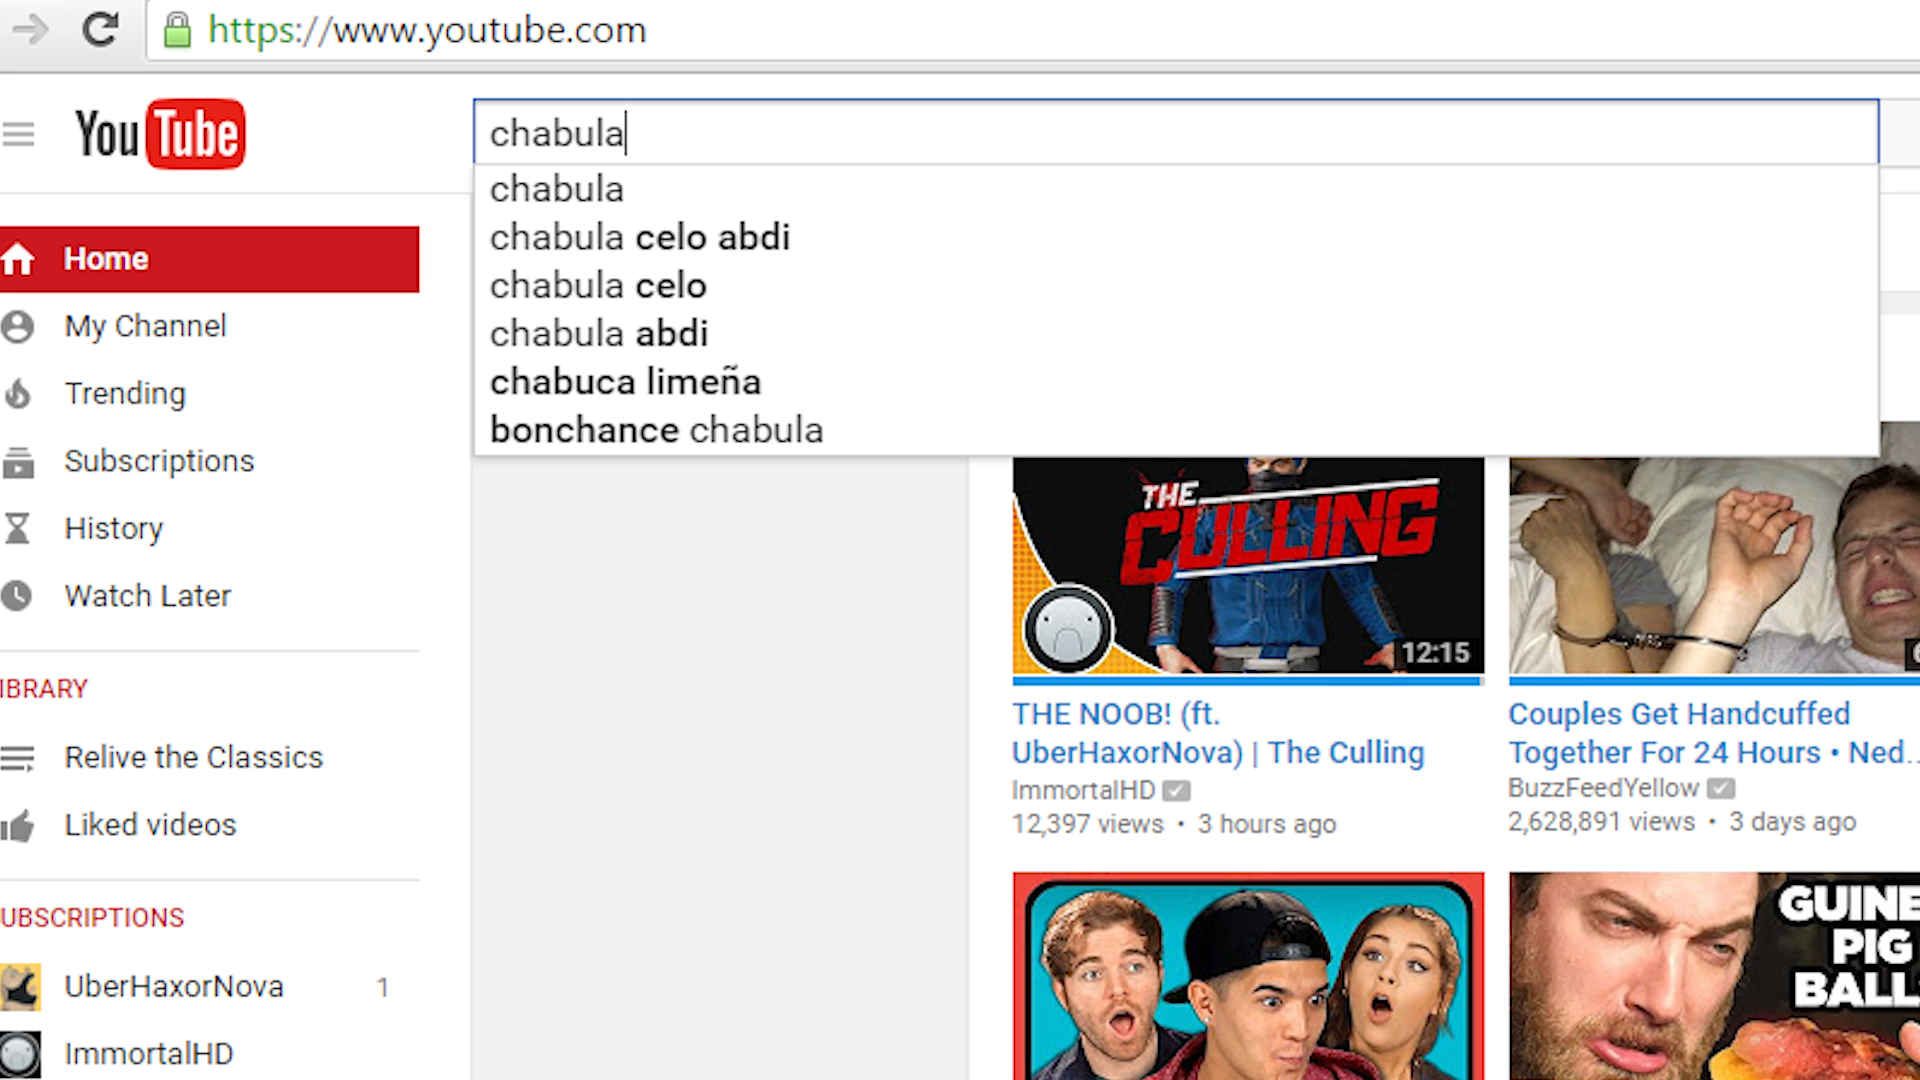 https://www.youtube.com
YouTube
chabula
chabula
chabula celo abdi
chabula celo
chabula abdi
chabuca limeña
bonchance chabula
Home
My Channel
Trending
Subscriptions
History
Watch Later
IBRARY
Relive the Classics
Liked videos
UBSCRIPTIONS
UberHaxorNova 1
ImmortalHD
THE
CULLING
12:15
THE NOOB! (ft.
UberHaxorNova) | The Culling
ImmortalHD
12,397 views • 3 hours ago
Couples Get Handcuffed
Together For 24 Hours • Ned..
BuzzFeedYellow
2,628,891 views • 3 days ago
GUINE
PIG
BALL